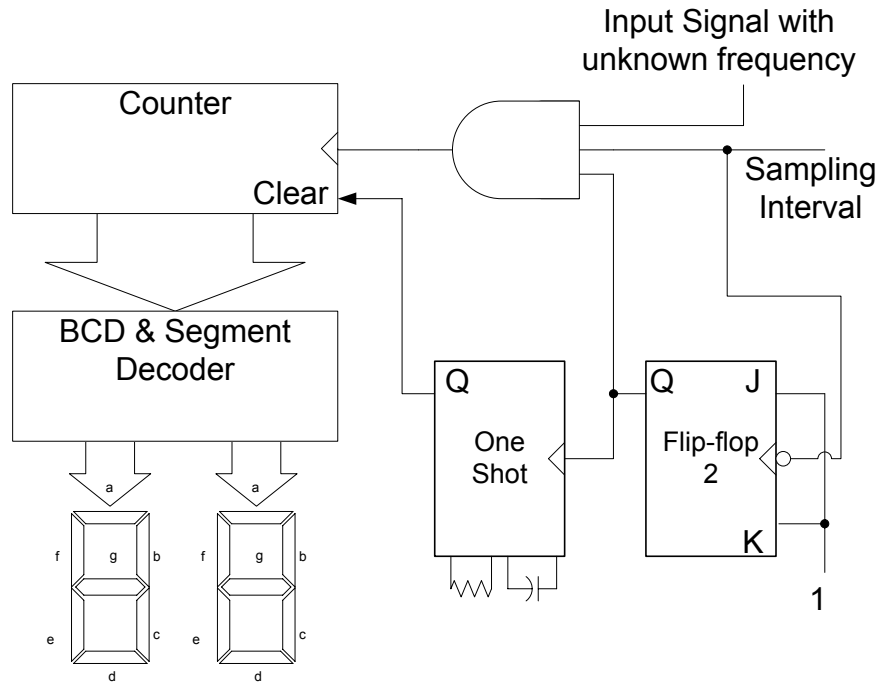 Input Signal with
unknown frequency
Counter
Clear
Sampling
Interval
BCD & Segment
Decoder
Q
One
Shot
Q
J
Flip-flop
2
K
1
a
f
g
b
e
c
d
a
f
g
b
e
c
d